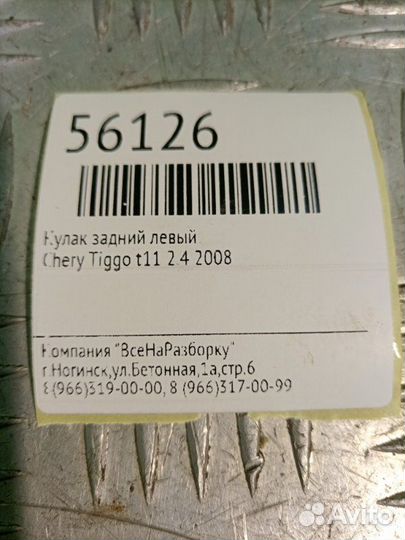 56126
Кулак задний левый
Chery Tiggo t11 2.4 2008
Компания "ВсеНаРазборку"
г.Ногинск,ул.Бетонная,1а,стр.6
8(966)319-00-00, 8 (966)317-00-99
Avito